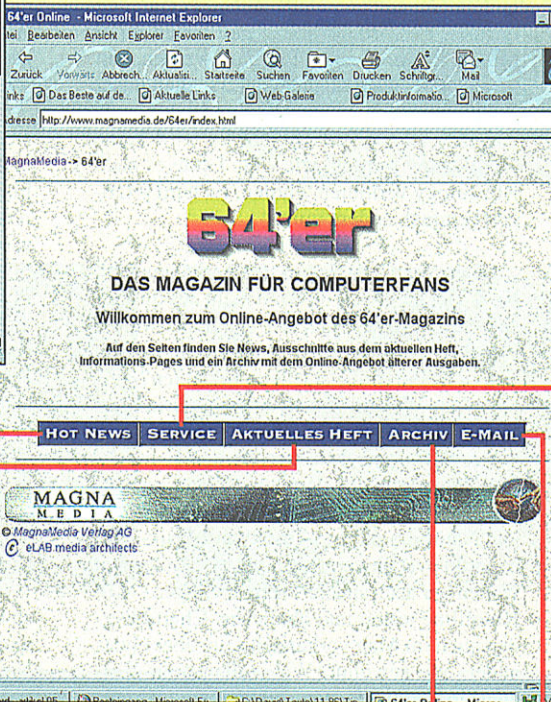 64'er Online - Microsoft Internet Explorer
Bearbeiten Ansicht Explorer Favoriten ?
Zurück Vorwärts Abbrech... Aktualisi... Startseite Suchen Favoriten Drucken Schriftgr... Mail
Das Beste auf de... Aktuelle Links Web-Galerie Produktinformatio... Microsoft
http://www.magnamedia.de/64er/index.html
MagnaMedia -> 64'er
64'er
DAS MAGAZIN FÜR COMPUTERFANS
Willkommen zum Online-Angebot des 64'er-Magazins
Auf den Seiten finden Sie News, Ausschnitte aus dem aktuellen Heft,
Informations-Pages und ein Archiv mit dem Online-Angebot älterer Ausgaben.
HOT NEWS SERVICE AKTUELLES HEFT ARCHIV E-MAIL
MAGNA
MEDIA
© MagnaMedia Verlag AG
eLAB media architects